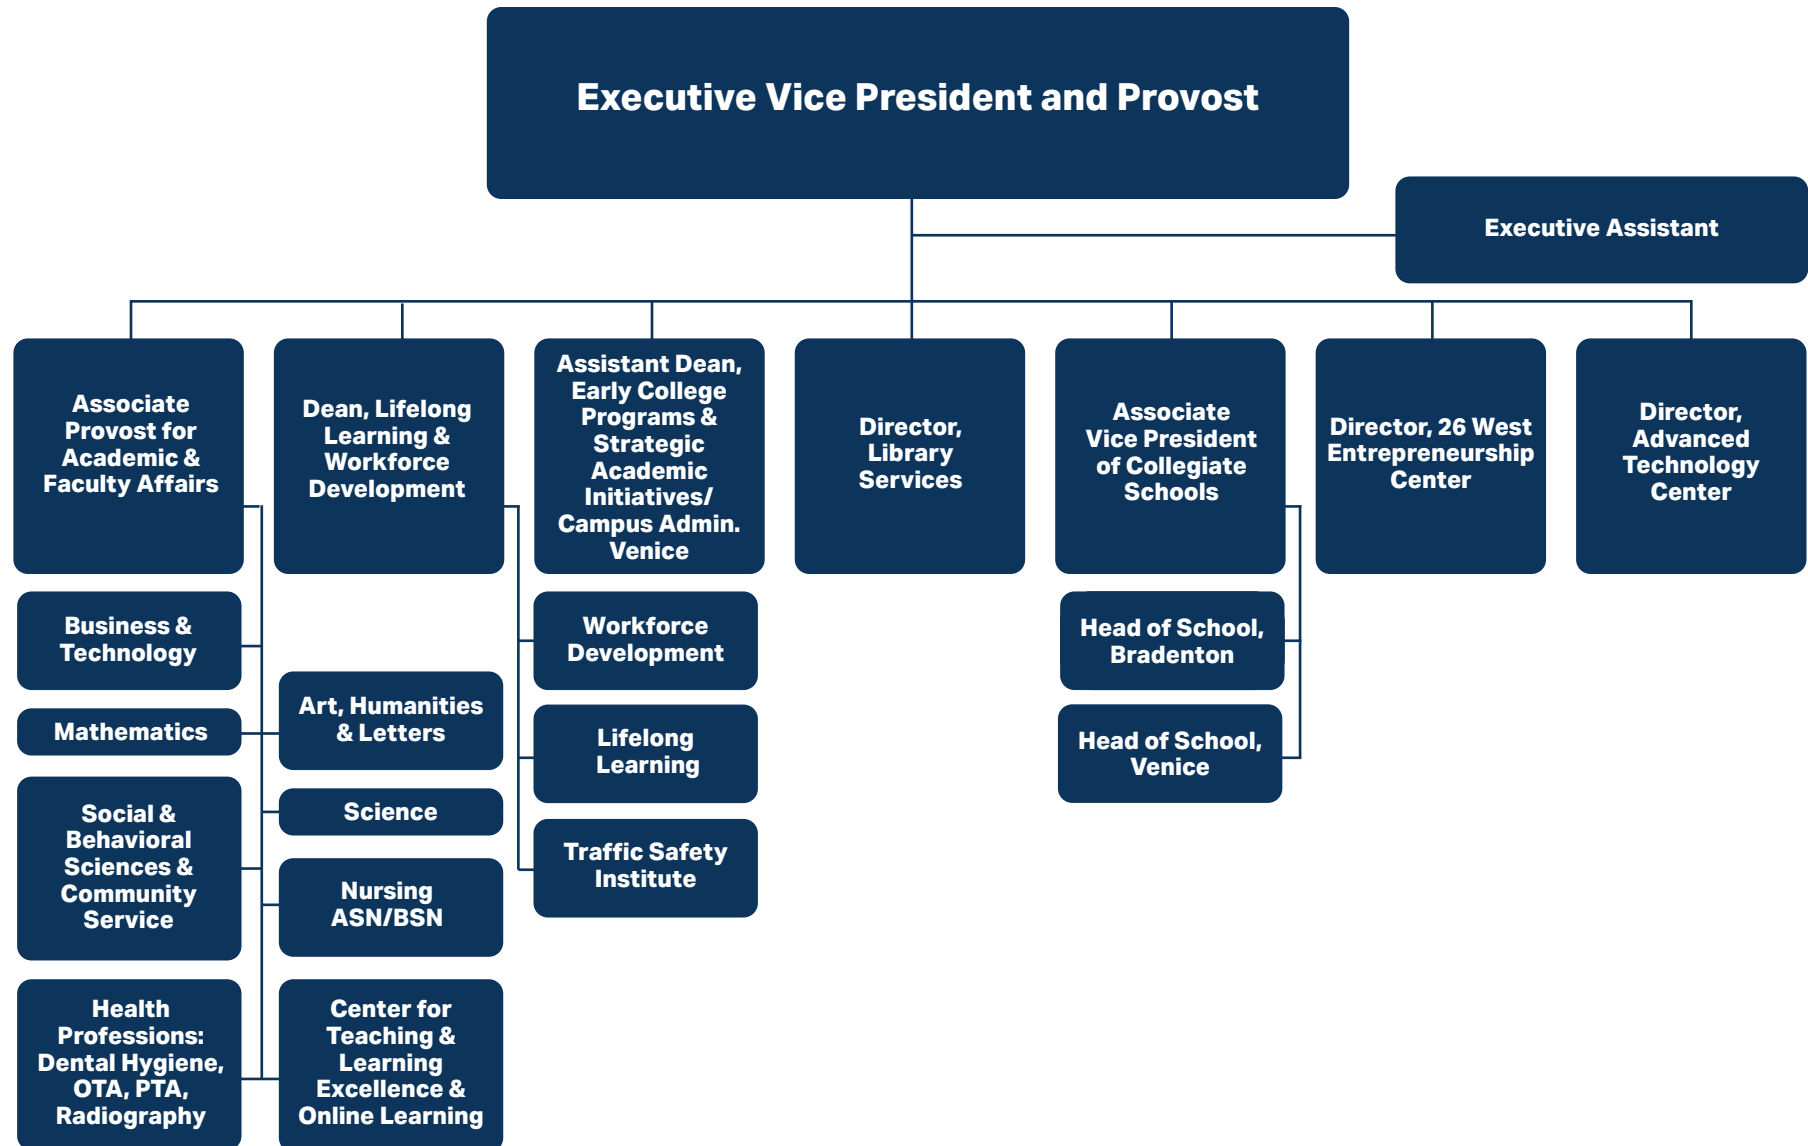 Executive Vice President and Provost
Executive Assistant
Associate
Provost for
Academic &
Faculty Affairs
Dean, Lifelong
Learning &
Workforce
Development
Assistant Dean,
Early College
Programs &
Strategic
Academic
Initiatives/
Campus Admin.
Venice
Director,
Library
Services
Associate
Vice President
of Collegiate
Schools
Director, 26 West
Entrepreneurship
Center
Director,
Advanced
Technology
Center
Business &
Technology
Mathematics
Social &
Behavioral
Sciences &
Community
Service
Health
Professions:
Dental Hygiene,
OTA, PTA,
Radiography
Art, Humanities
& Letters
Science
Nursing
ASN/BSN
Center for
Teaching &
Learning
Excellence &
Online Learning
Workforce
Development
Lifelong
Learning
Traffic Safety
Institute
Head of School,
Bradenton
Head of School,
Venice